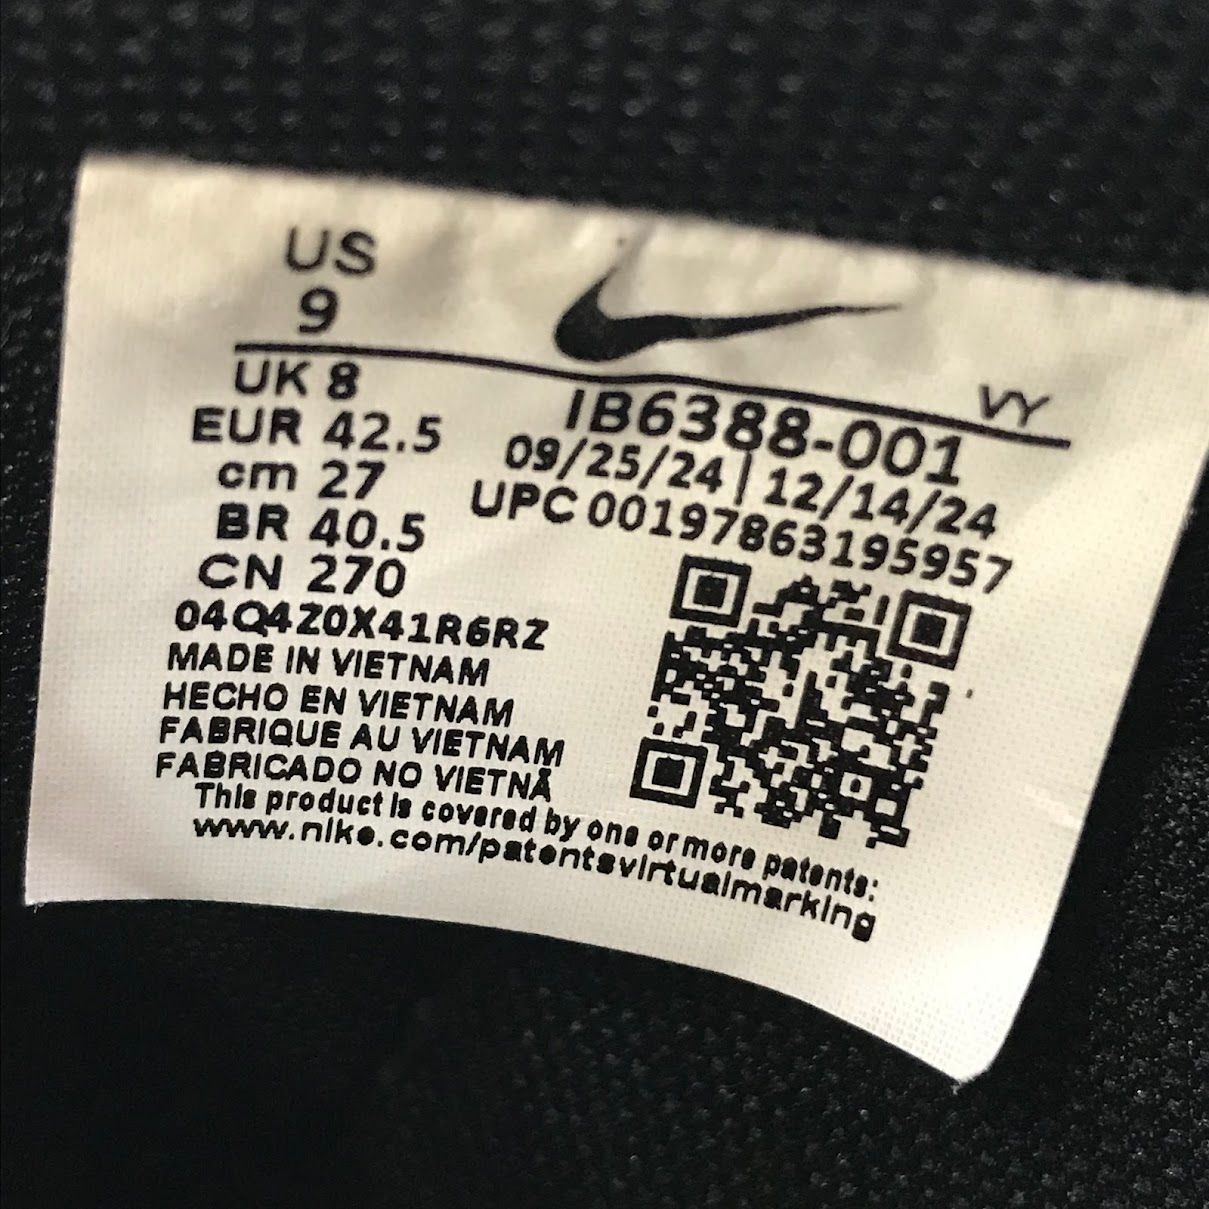 US
9
VY
UK 8
EUR 42.5
cm 27
BR 40.5
CN 270
IB6388-001
09/25/24 | 12/14/24
UPC 00197863195957
04Q4Z0X41R6RZ
MADE IN VIETNAM
HECHO EN VIETNAM
FABRIQUE AU VIETNAM
FABRICADO NO VIETNÃ
This product is covered by one or more patents:
www.nike.com/patentsvirtualmarking